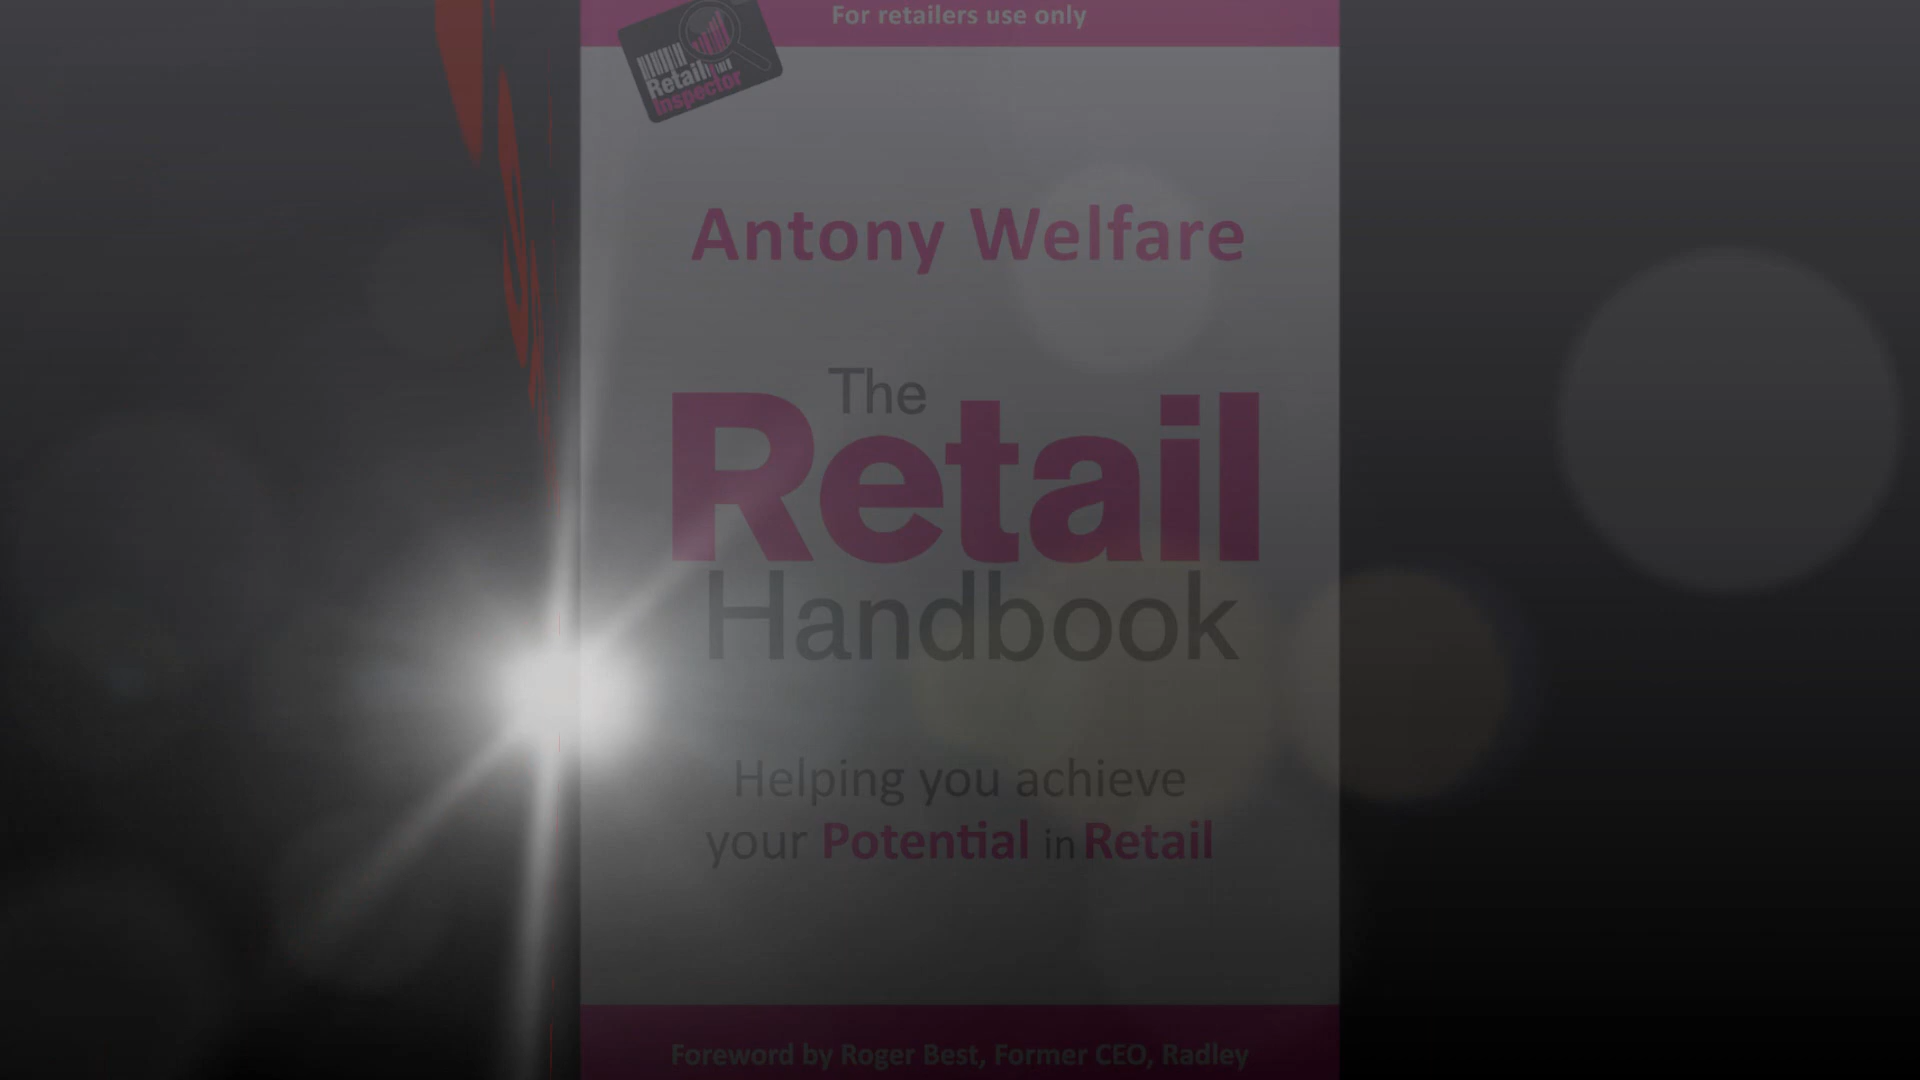 For retailers use only
Retail
Inspector
Antony Welfare
The
Retail
Handbook
Helping you achieve
your Potential in Retail
Foreword by Roger Best, Former CEO, Radley